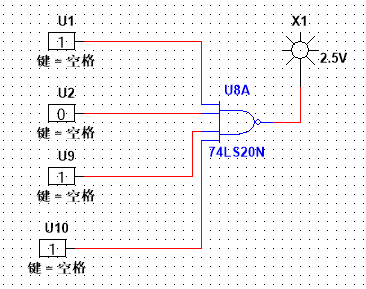 U1
1
键 = 空格
U2
0
键 = 空格
U9
1
键 = 空格
U10
1
键 = 空格
U8A
74LS20N
X1
2.5V